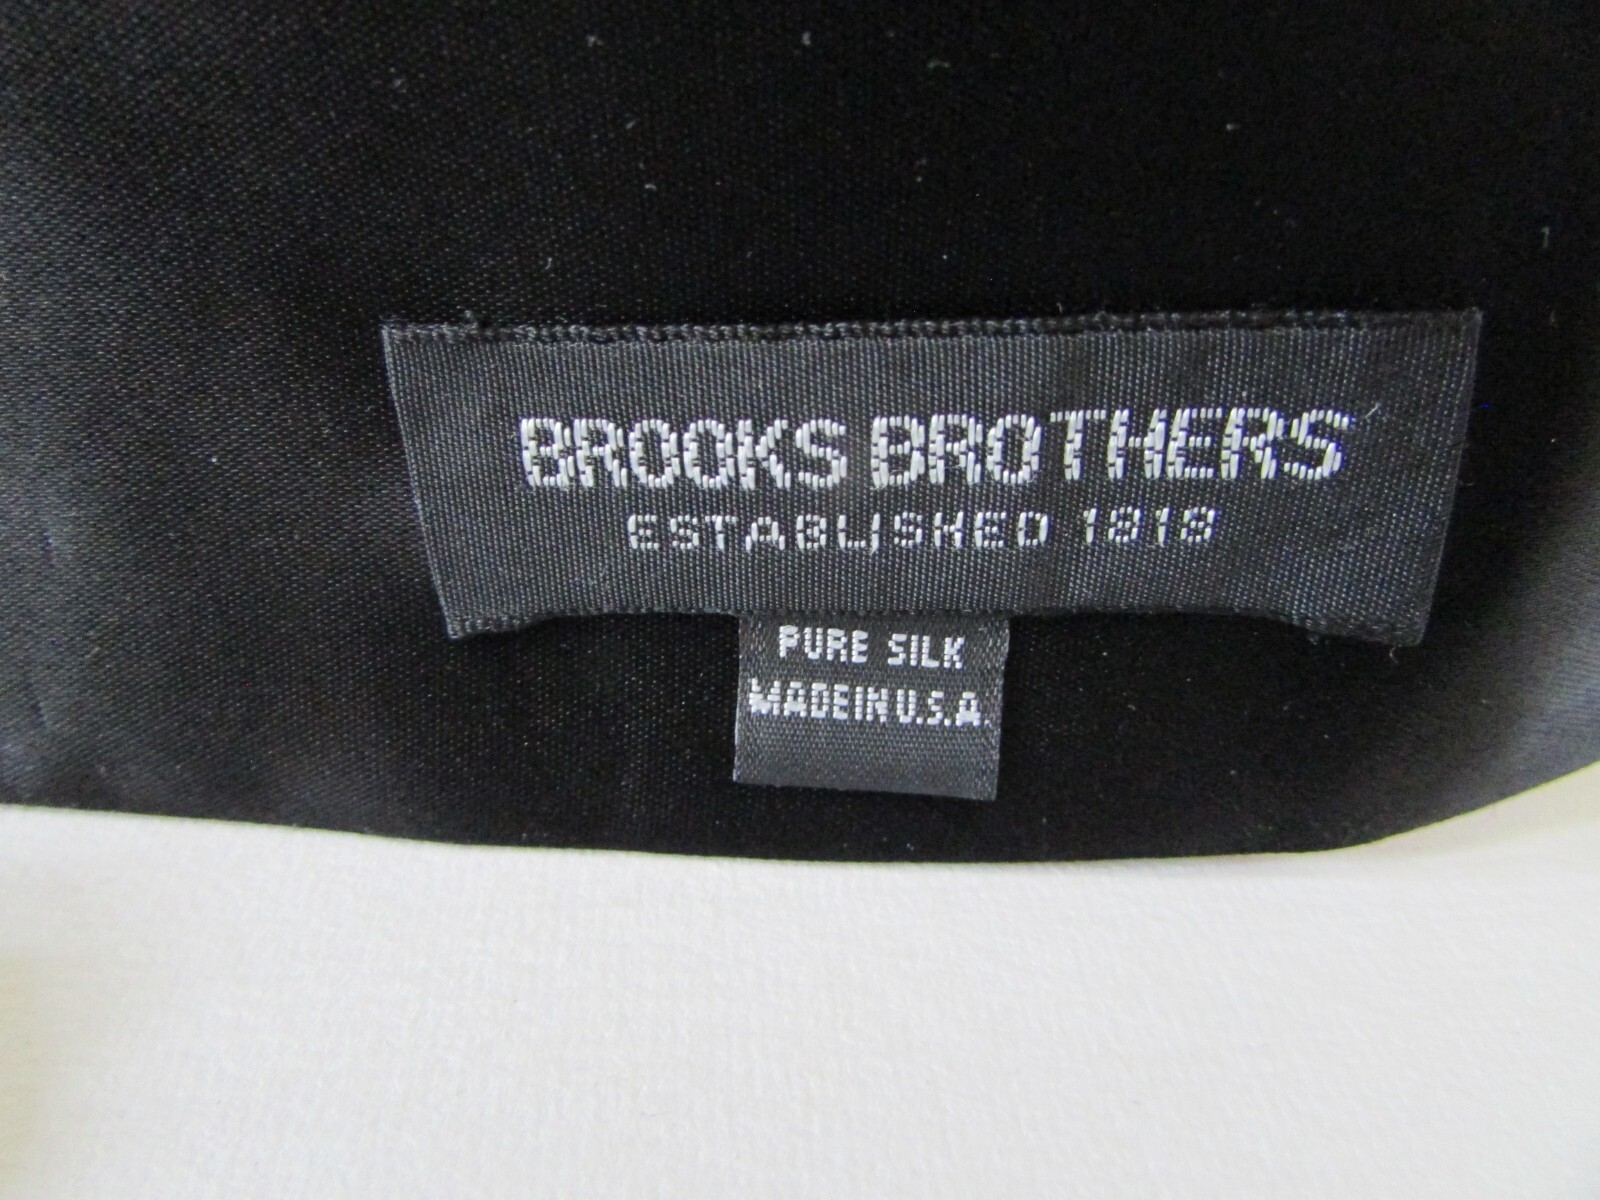 BROOKS BROTHERS
ESTABLISHED 1818
PURE SILK
MADE IN U.S.A.